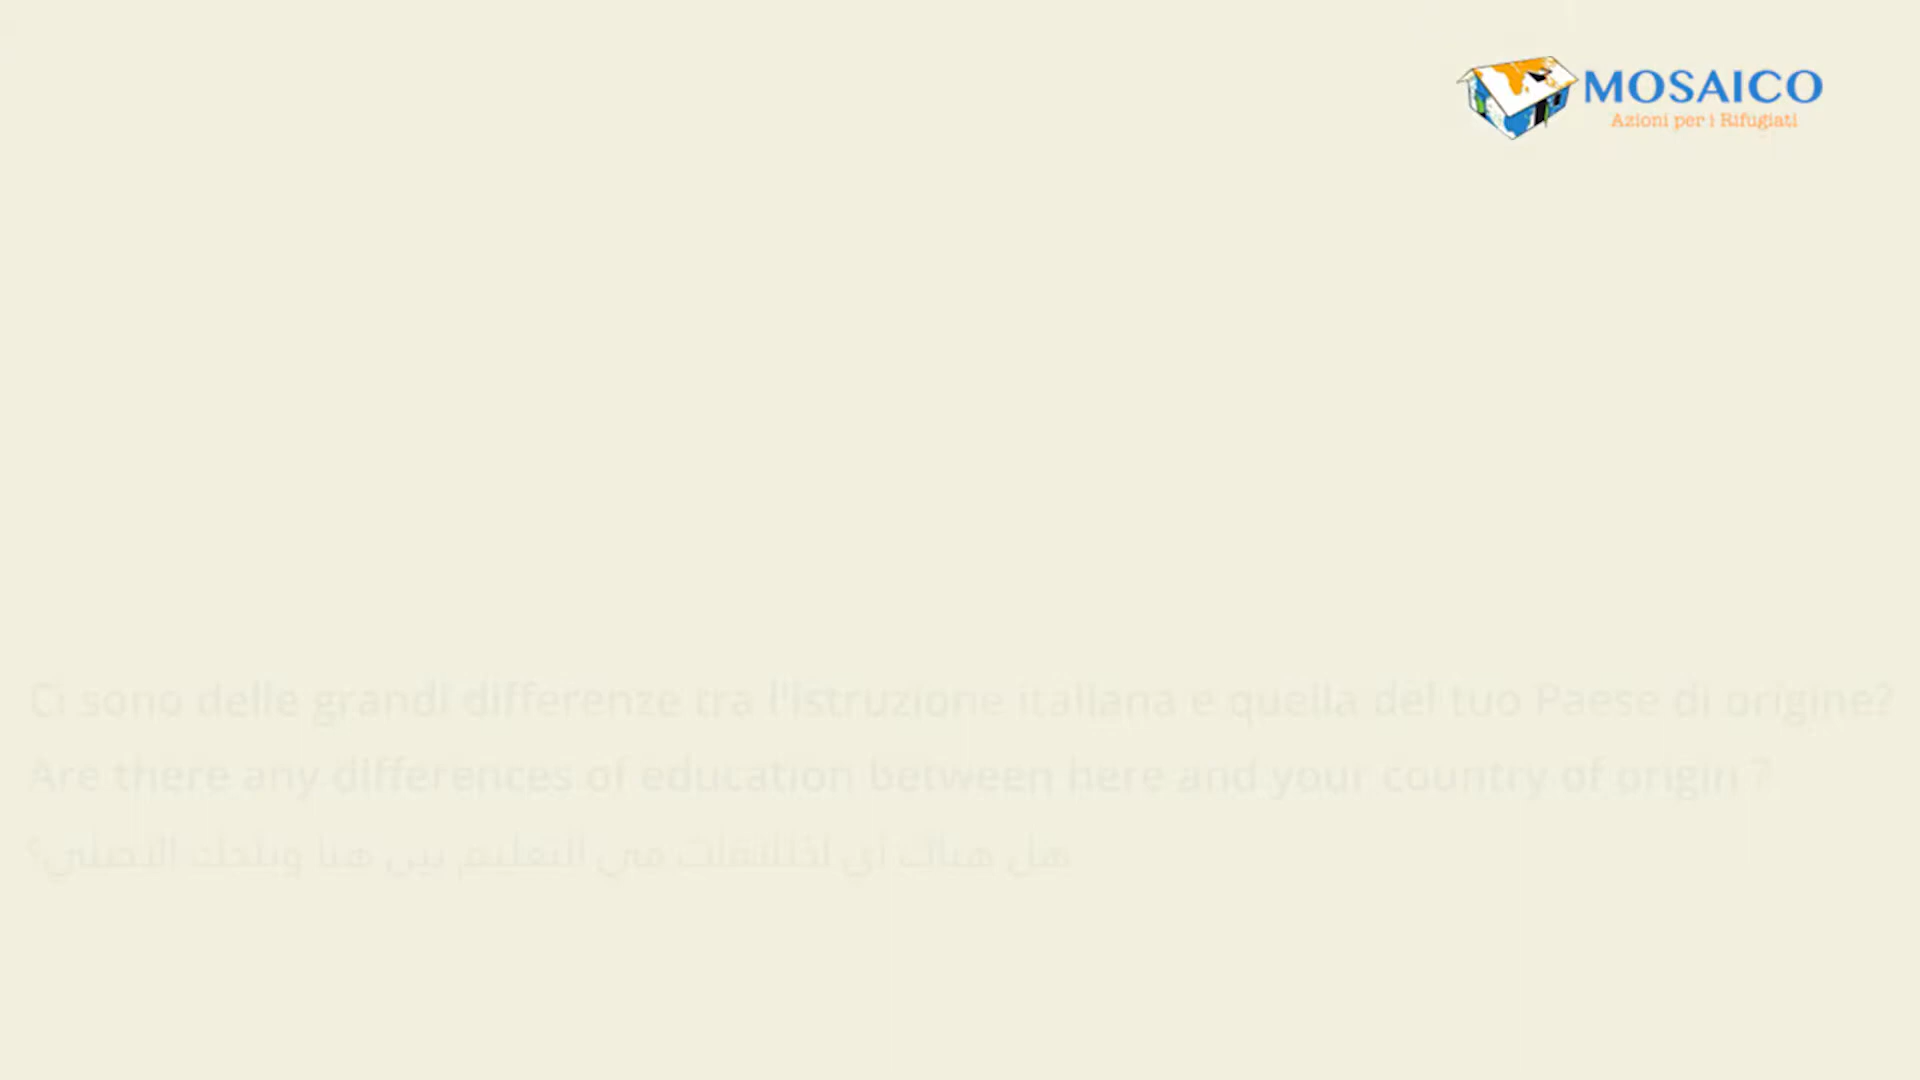 MOSAICO
Azioni per i Rifugiati
Ci sono delle grandi differenze tra l'istruzione italiana e quella del tuo Paese di origine?
Are there any differences of education between here and your country of origin ?
هل هناك أي اختلافات في التعليم بين هنا وبلدك الأصلي؟